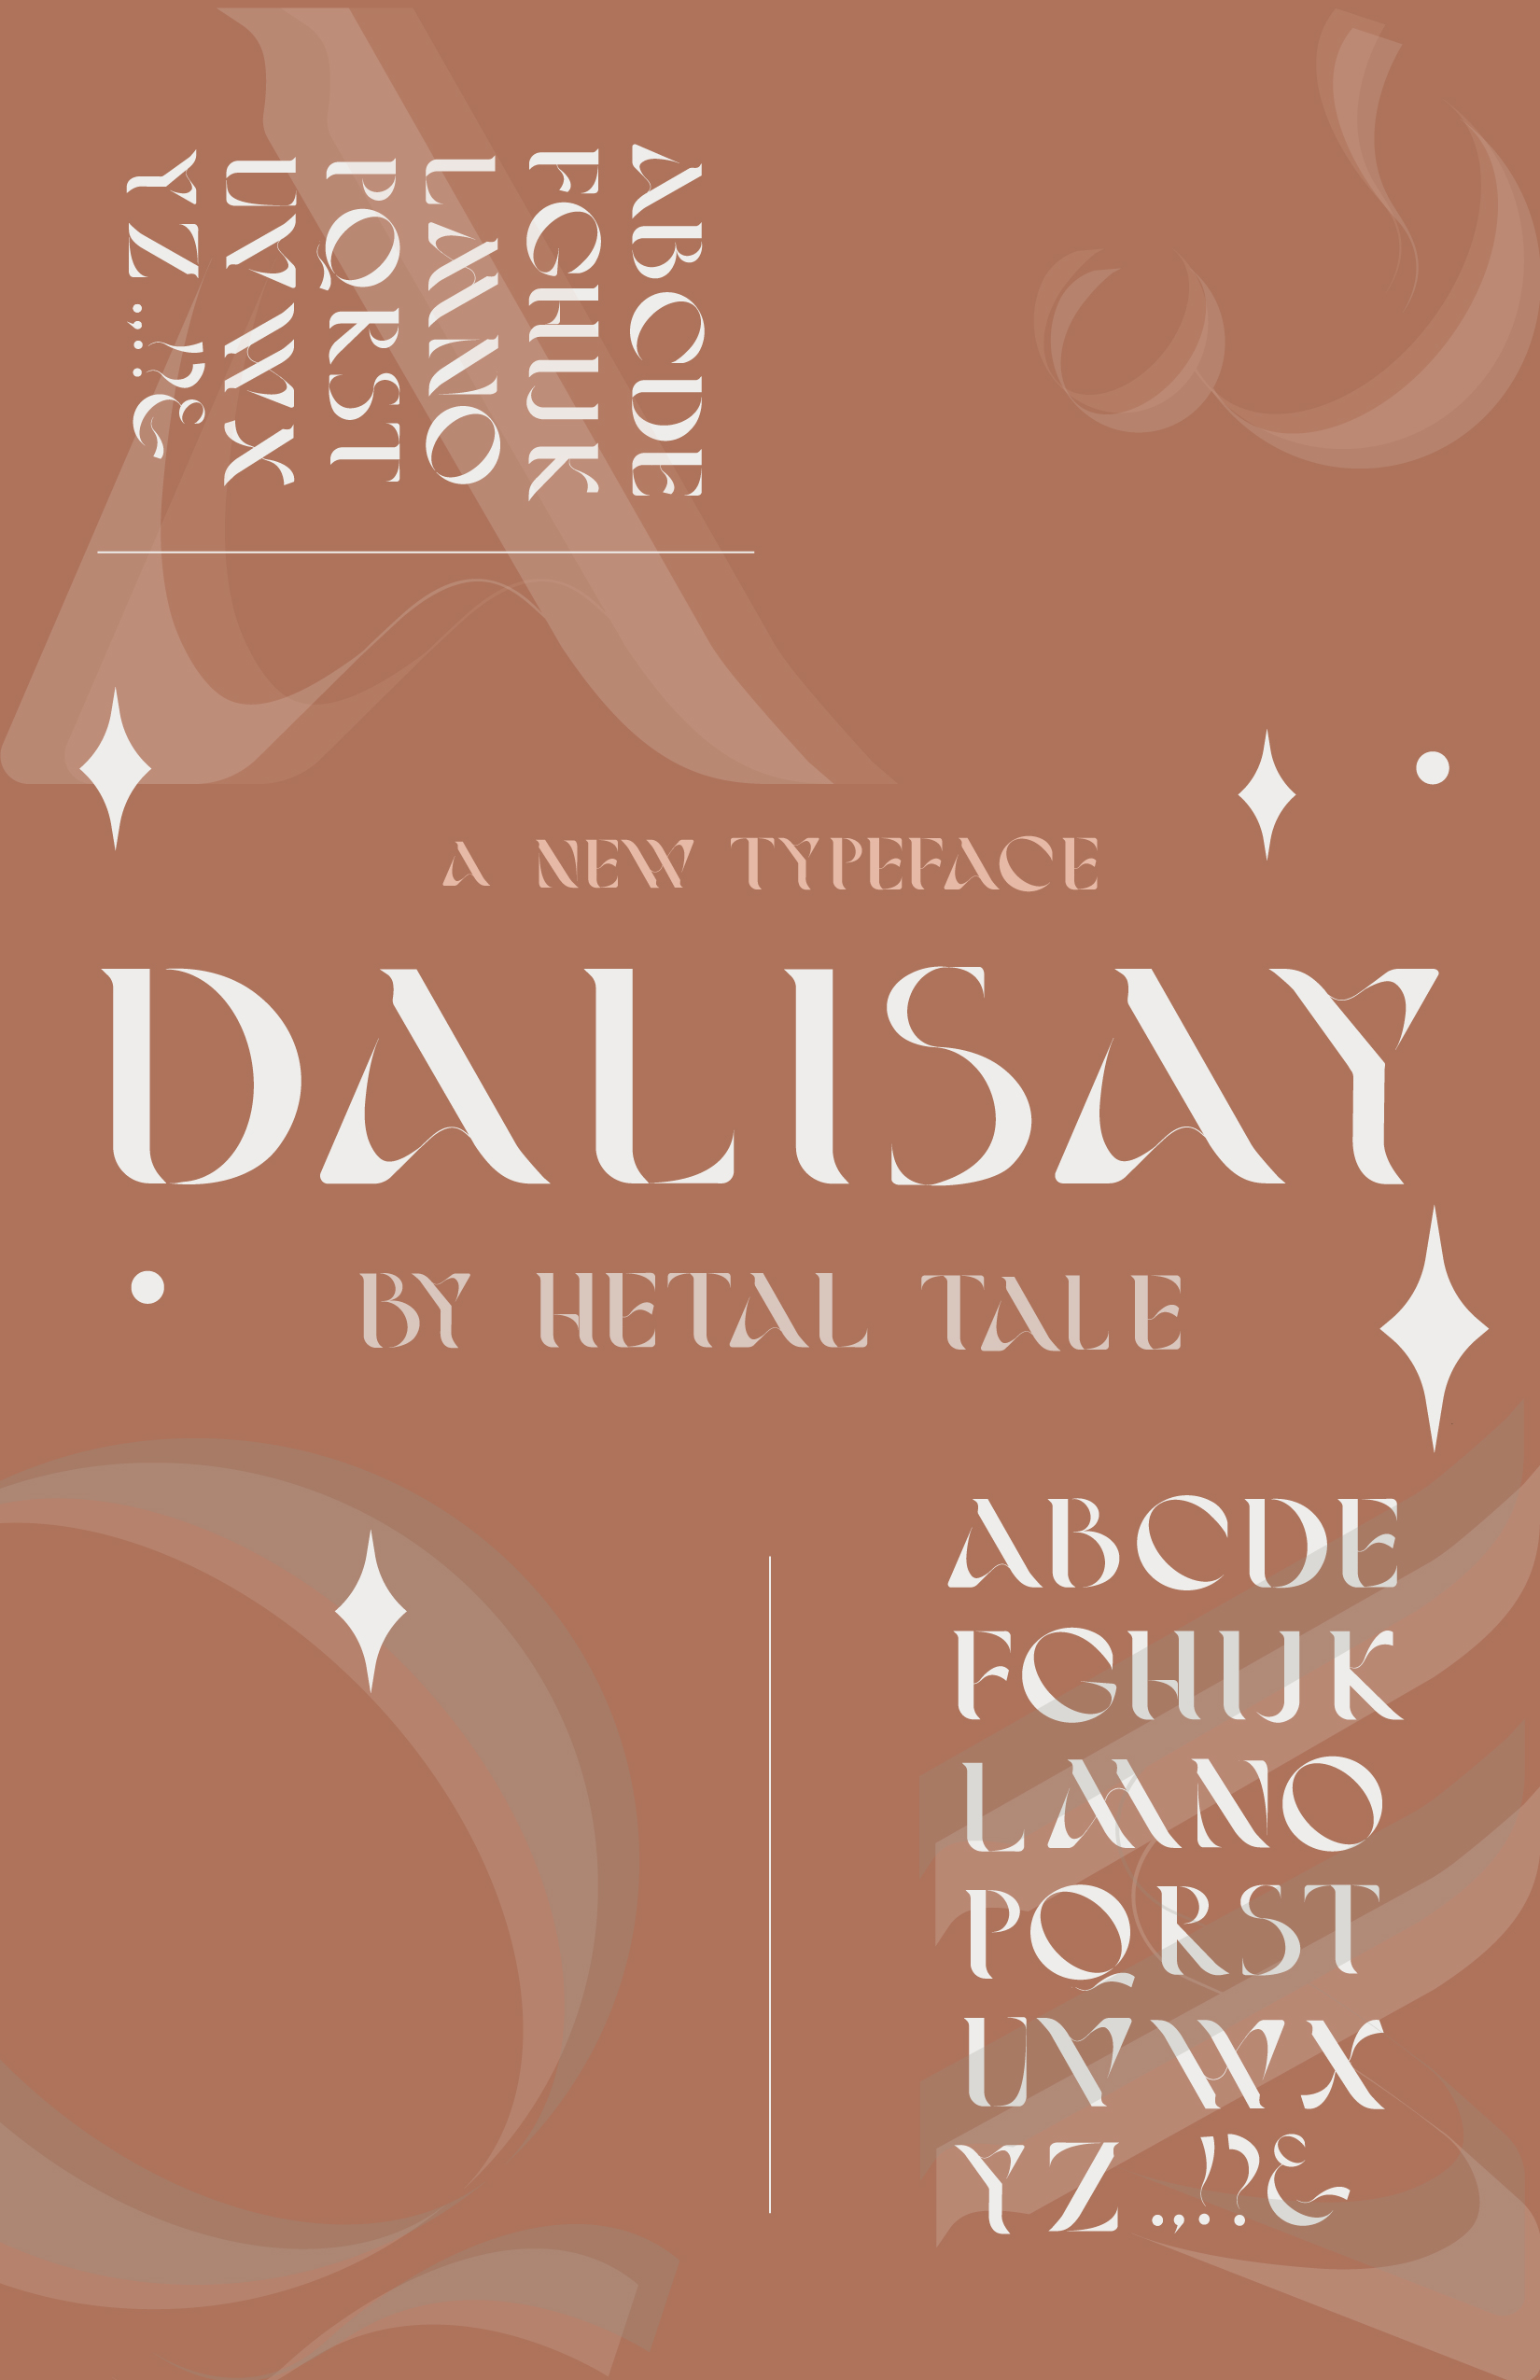 ABCDE
FGHIJK
LMNO
PQRST
UVWX
YZ.,!?&
A NEW TYPEFACE
DALISAY
BY HETAL TALE
ABCDE
FGHIJK
LMNO
PQRST
UVWX
YZ.,!?&